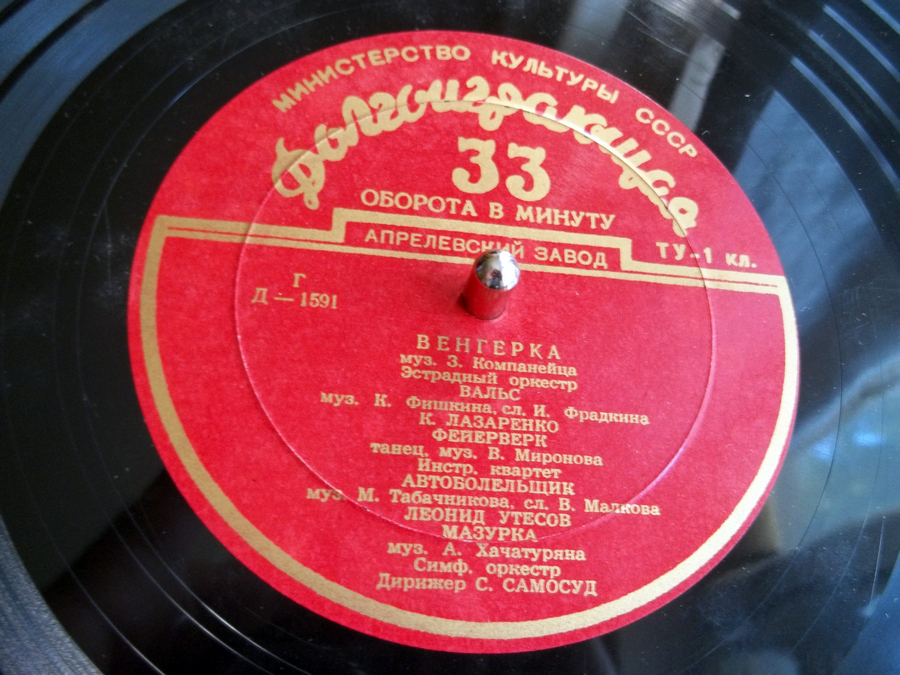 МИНИСТЕРСТВО КУЛЬТУРЫ СССР
Долгоиграющая
33
ОБОРОТА В МИНУТУ
АПРЕЛЕВСКИЙ ЗАВОД
ТУ-1 кл.
Г
Д — 1591
ВЕНГЕРКА
муз. З. Компанейца
Эстрадный оркестр
ВАЛЬС
муз. К. Фишкина, сл. И. Фрадкина
К. ЛАЗАРЕНКО
ФЕЙЕРВЕРК
танец, муз. В. Миронова
Инстр. квартет
АВТОБОЛЕЛЬЩИК
муз. М. Табачникова, сл. В. Малкова
ЛЕОНИД УТЕСОВ
МАЗУРКА
муз. А. Хачатуряна
Симф. оркестр
Дирижер С. САМОСУД